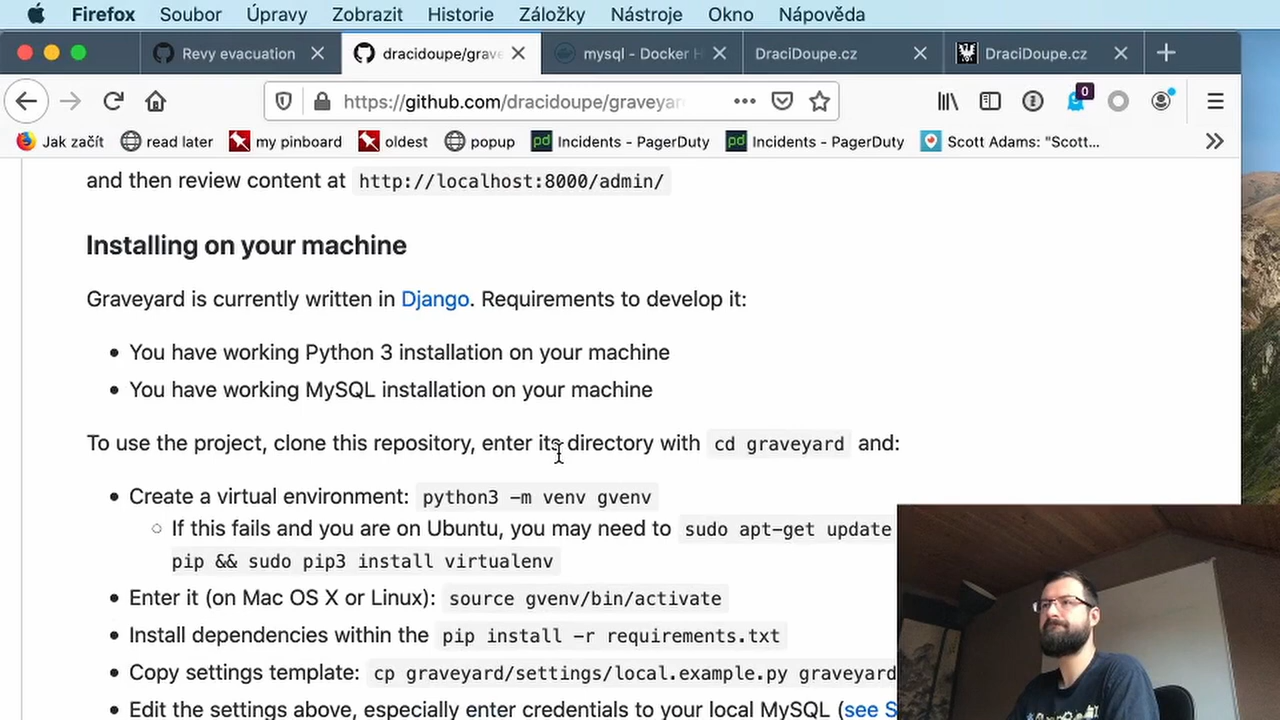 Firefox Soubor Úpravy Zobrazit Historie Záložky Nástroje Okno Nápověda
Revy evacuation dracidoupe/grave mysql - Docker H DraciDoupe.cz DraciDoupe.cz
https://github.com/dracidoupe/graveyar 0
Jak začít read later my pinboard oldest popup pd Incidents - PagerDuty pd Incidents - PagerDuty Scott Adams: "Scott...
and then review content at http://localhost:8000/admin/
Installing on your machine
Graveyard is currently written in Django. Requirements to develop it:
You have working Python 3 installation on your machine
You have working MySQL installation on your machine
To use the project, clone this repository, enter its directory with cd graveyard and:
Create a virtual environment: python3 -m venv gvenv
If this fails and you are on Ubuntu, you may need to sudo apt-get update
pip && sudo pip3 install virtualenv
Enter it (on Mac OS X or Linux): source gvenv/bin/activate
Install dependencies within the pip install -r requirements.txt
Copy settings template: cp graveyard/settings/local.example.py graveyard
Edit the settings above, especially enter credentials to your local MySQL (see S